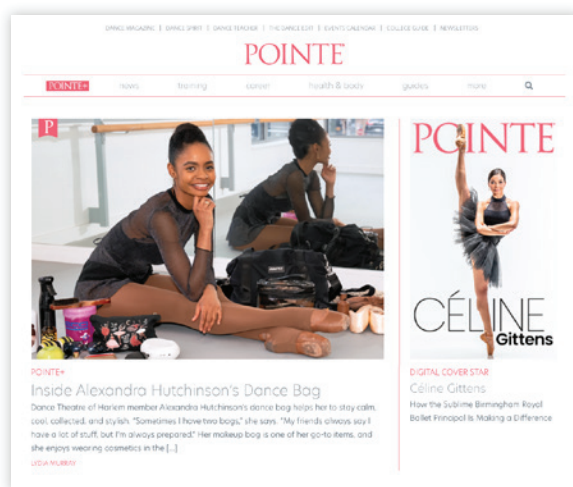 DANCE MAGAZINE | DANCE SPIRIT | DANCE TEACHER | THE DANCE EDIT | EVENTS CALENDAR | COLLEGE GUIDE | NEWSLETTERS
POINTE
POINTE+ news training career health & body guides more
P
POINTE
CÉLINE
Gittens
POINTE+
Inside Alexandra Hutchinson's Dance Bag
Dance Theatre of Harlem member Alexandra Hutchinson's dance bag helps her to stay calm,
cool, collected, and stylish. "Sometimes I have two bags," she says. "My friends always say I
have a lot of stuff, but I'm always prepared." Her makeup bag is one of her go-to items, and
she enjoys wearing cosmetics in the [...]
LYDIA MURRAY
DIGITAL COVER STAR
Céline Gittens
How the Sublime Birmingham Royal
Ballet Principal Is Making a Difference